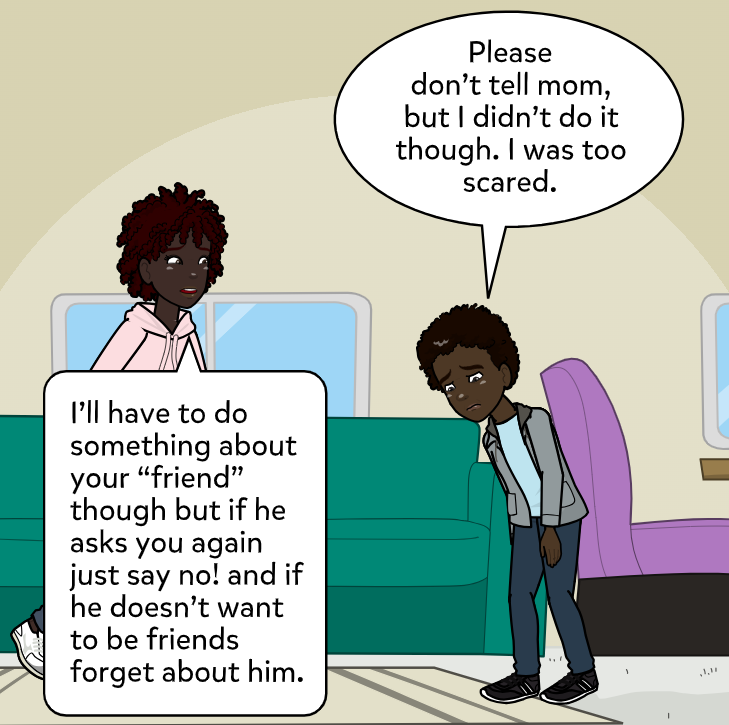 Please
don’t tell mom,
but I didn’t do it
though. I was too
scared.
I’ll have to do
something about
your “friend”
though but if he
asks you again
just say no! and if
he doesn’t want
to be friends
forget about him.